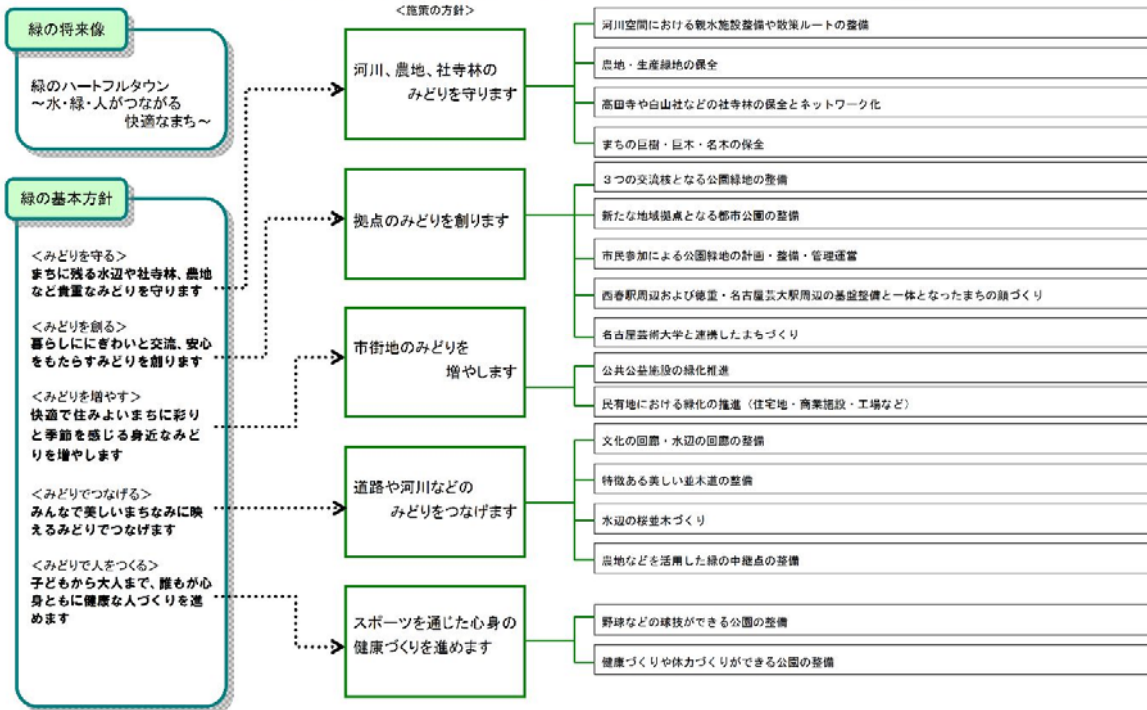 緑の将来像
緑のハートフルタウン
～水・緑・人がつながる
快適なまち～
緑の基本方針
＜みどりを守る＞
まちに残る水辺や社寺林、農地
など貴重なみどりを守ります
＜みどりを創る＞
暮らしににぎわいと交流、安心
をもたらすみどりを創ります
＜みどりを増やす＞
快適で住みよいまちに彩り
と季節を感じる身近なみど
りを増やします
＜みどりでつなげる＞
みんなで美しいまちなみに映
えるみどりでつなげます
＜みどりで人をつくる＞
子どもから大人まで、誰もが心
身ともに健康な人づくりを進
めます
＜施策の方針＞
河川、農地、社寺林の
みどりを守ります
拠点のみどりを創ります
市街地のみどりを
増やします
道路や河川などの
みどりをつなげます
スポーツを通じた心身の
健康づくりを進めます
河川空間における親水施設整備や散策ルートの整備
農地・生産緑地の保全
高田寺や白山社などの社寺林の保全とネットワーク化
まちの巨樹・巨木・名木の保全
３つの交流核となる公園緑地の整備
新たな地域拠点となる都市公園の整備
市民参加による公園緑地の計画・整備・管理運営
西春駅周辺および徳重・名古屋芸大駅周辺の基盤整備と一体となったまちの顔づくり
名古屋芸術大学と連携したまちづくり
公共公益施設の緑化推進
民有地における緑化の推進（住宅地・商業施設・工場など）
文化の回廊・水辺の回廊の整備
特徴ある美しい並木道の整備
水辺の桜並木づくり
農地などを活用した緑の中継点の整備
野球などの球技ができる公園の整備
健康づくりや体力づくりができる公園の整備